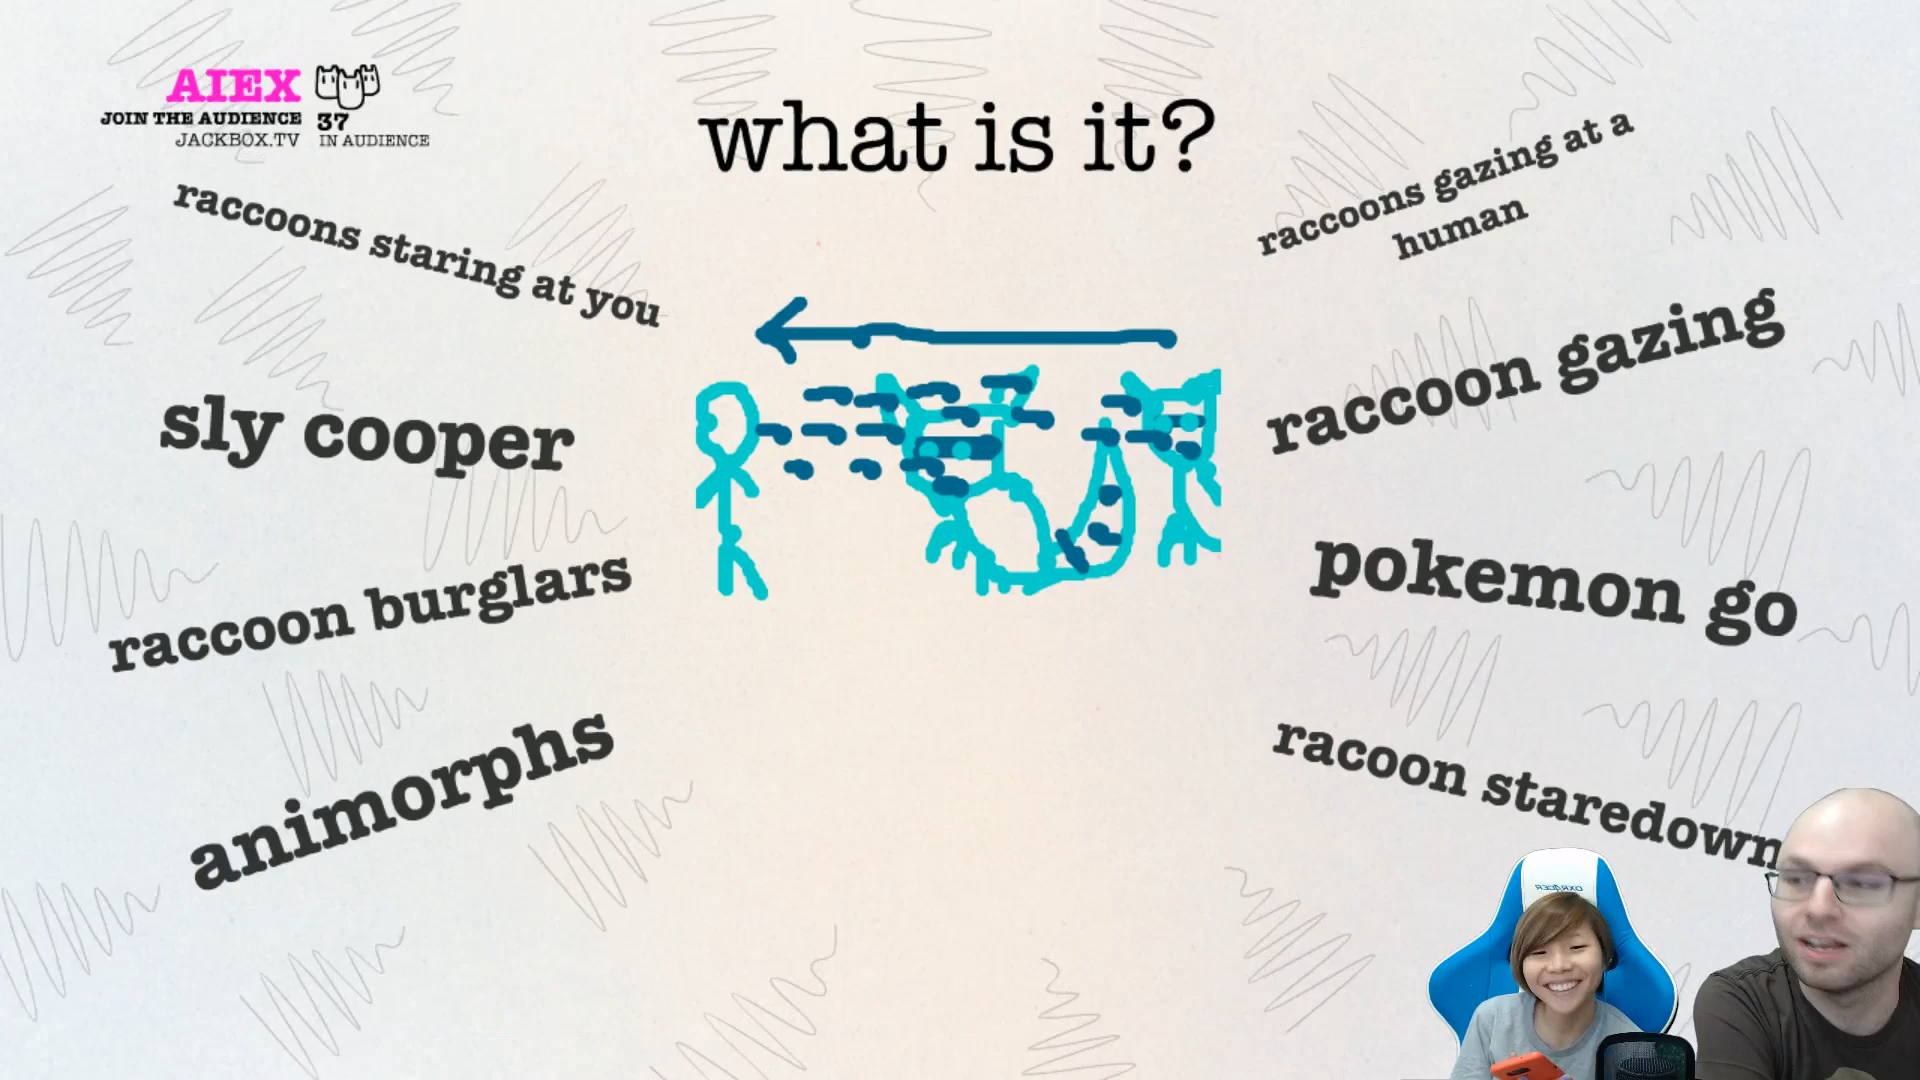 AIEX
JOIN THE AUDIENCE
JACKBOX.TV
37
IN AUDIENCE
what is it?
raccoons staring at you
sly cooper
raccoon burglars
animorphs
raccoons gazing at a
human
raccoon gazing
pokemon go
racoon staredown